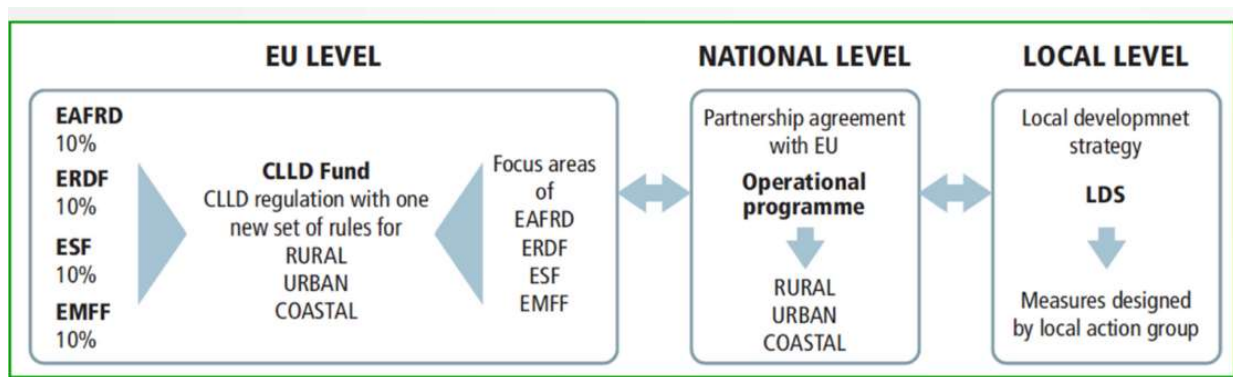 EU LEVEL
EAFRD
10%
ERDF
10%
ESF
10%
EMFF
10%
CLLD Fund
CLLD regulation with one
new set of rules for
RURAL
URBAN
COASTAL
Focus areas
of
EAFRD
ERDF
ESF
EMFF
NATIONAL LEVEL
Partnership agreement
with EU
Operational
programme
RURAL
URBAN
COASTAL
LOCAL LEVEL
Local developmnet
strategy
LDS
Measures designed
by local action group